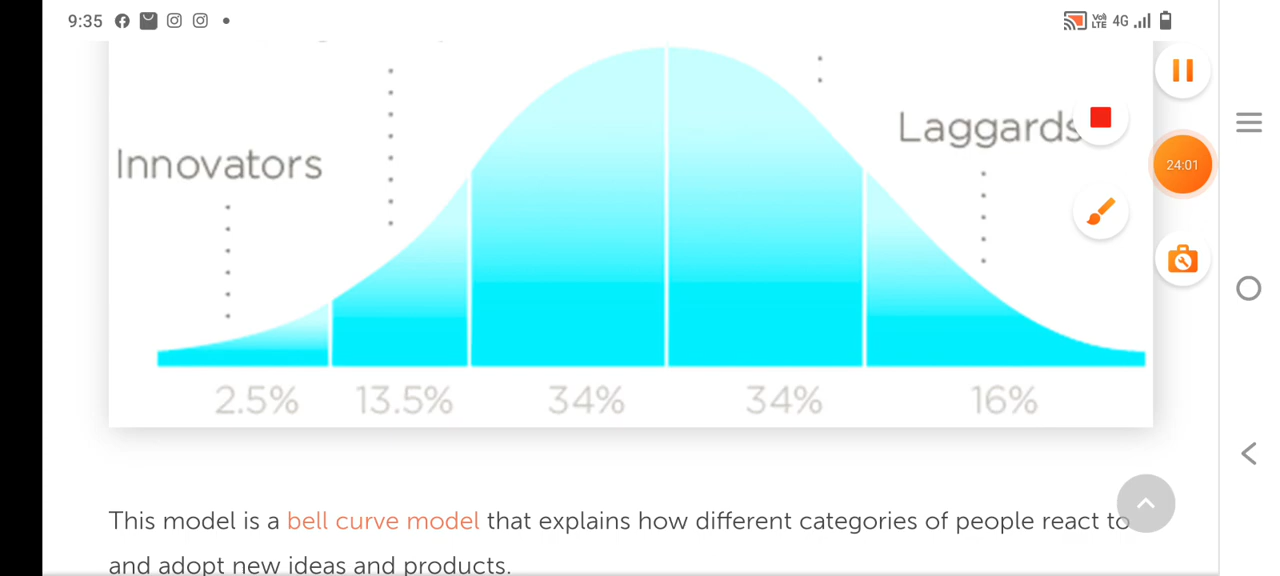 9:35
VoLTE 4G
Laggards
24:01
Innovators
2.5% 13.5% 34% 34% 16%
This model is a bell curve model that explains how different categories of people react to
and adopt new ideas and products.